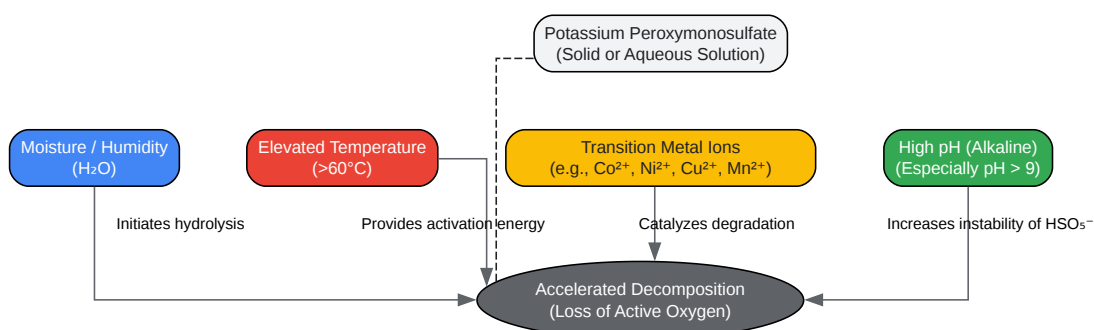 Potassium Peroxymonosulfate
(Solid or Aqueous Solution)
Moisture / Humidity
(H₂O)
Elevated Temperature
(>60°C)
Transition Metal Ions
(e.g., Co²⁺, Ni²⁺, Cu²⁺, Mn²⁺)
High pH (Alkaline)
(Especially pH > 9)
Initiates hydrolysis
Provides activation energy
Catalyzes degradation
Increases instability of HSO₅⁻
Accelerated Decomposition
(Loss of Active Oxygen)